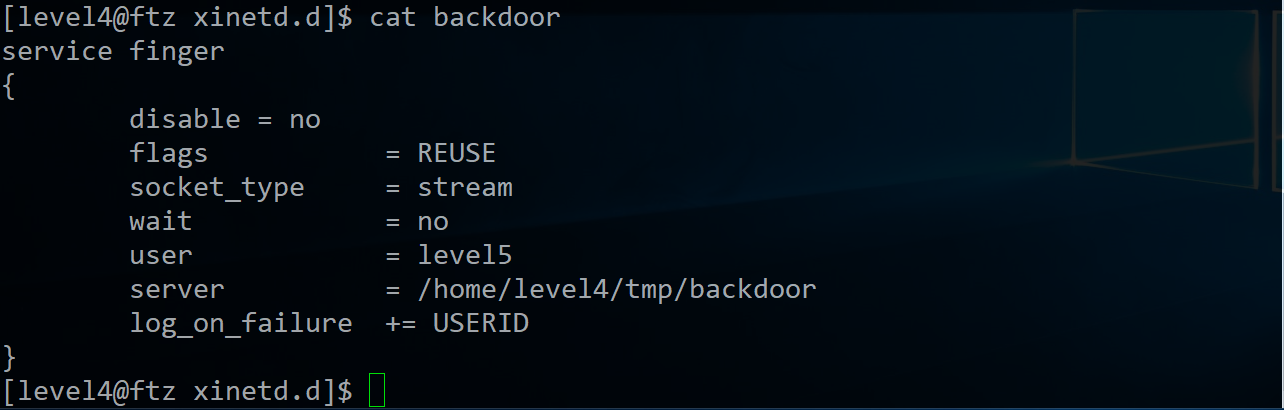 [level4@ftz xinetd.d]$ cat backdoor
service finger
{
        disable = no
        flags           = REUSE
        socket_type     = stream
        wait            = no
        user            = level5
        server          = /home/level4/tmp/backdoor
        log_on_failure  += USERID
}
[level4@ftz xinetd.d]$